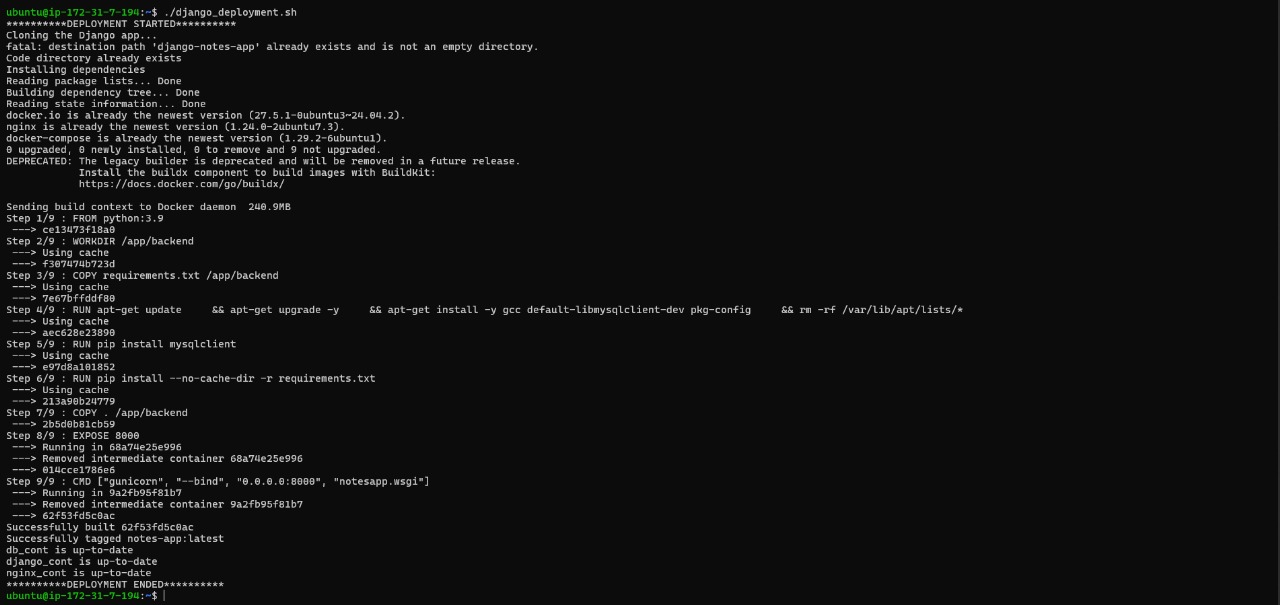 ubuntu@ip-172-31-7-194:~$ ./django_deployment.sh
**********DEPLOYMENT STARTED**********
Cloning the Django app...
fatal: destination path 'django-notes-app' already exists and is not an empty directory.
Code directory already exists
Installing dependencies
Reading package lists... Done
Building dependency tree... Done
Reading state information... Done
docker.io is already the newest version (27.5.1-0ubuntu3~24.04.2).
nginx is already the newest version (1.24.0-2ubuntu7.3).
docker-compose is already the newest version (1.29.2-6ubuntu1).
0 upgraded, 0 newly installed, 0 to remove and 9 not upgraded.
DEPRECATED: The legacy builder is deprecated and will be removed in a future release.
            Install the buildx component to build images with BuildKit:
            https://docs.docker.com/go/buildx/

Sending build context to Docker daemon  240.9MB
Step 1/9 : FROM python:3.9
 ---> ce13473f18a0
Step 2/9 : WORKDIR /app/backend
 ---> Using cache
 ---> f307474b723d
Step 3/9 : COPY requirements.txt /app/backend
 ---> Using cache
 ---> 7e67bffddf80
Step 4/9 : RUN apt-get update     && apt-get upgrade -y     && apt-get install -y gcc default-libmysqlclient-dev pkg-config     && rm -rf /var/lib/apt/lists/*
 ---> Using cache
 ---> aec628e23890
Step 5/9 : RUN pip install mysqlclient
 ---> Using cache
 ---> e97d8a101852
Step 6/9 : RUN pip install --no-cache-dir -r requirements.txt
 ---> Using cache
 ---> 213a90b24779
Step 7/9 : COPY . /app/backend
 ---> 2b5d0b81cb59
Step 8/9 : EXPOSE 8000
 ---> Running in 68a74e25e996
 ---> Removed intermediate container 68a74e25e996
 ---> 014cce1786e6
Step 9/9 : CMD ["gunicorn", "--bind", "0.0.0.0:8000", "notesapp.wsgi"]
 ---> Running in 9a2fb95f81b7
 ---> Removed intermediate container 9a2fb95f81b7
 ---> 62f53fd5c0ac
Successfully built 62f53fd5c0ac
Successfully tagged notes-app:latest
db_cont is up-to-date
django_cont is up-to-date
nginx_cont is up-to-date
**********DEPLOYMENT ENDED**********
ubuntu@ip-172-31-7-194:~$